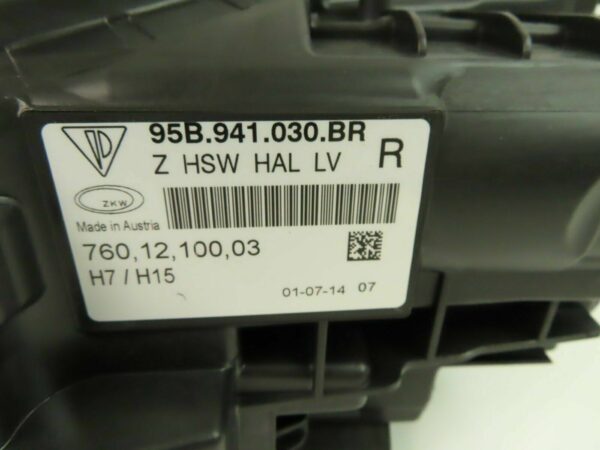 95B.941.030.BR
Z HSW HAL LV R
ZKW
Made in Austria
760,12,100,03
H7 / H15
01-07-14 07